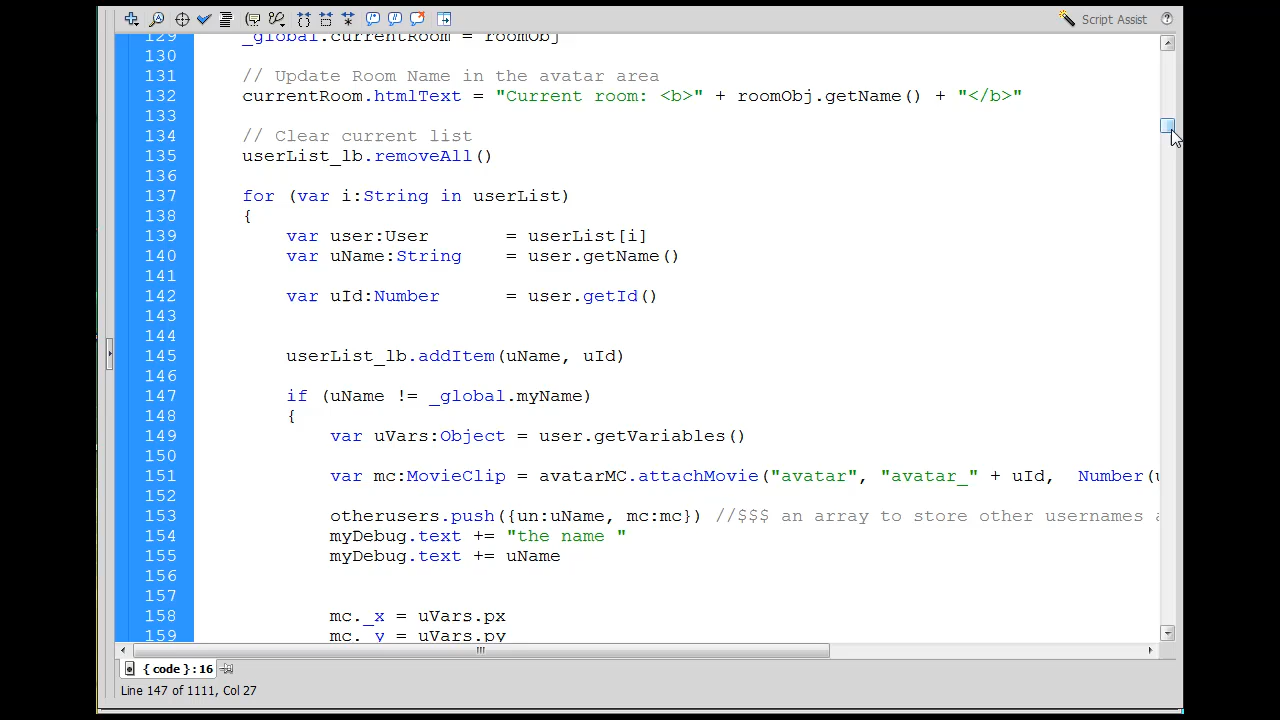 Script Assist
129 _global.currentRoom = roomObj
130
131 // Update Room Name in the avatar area
132 currentRoom.htmlText = "Current room: <b>" + roomObj.getName() + "</b>"
133
134 // Clear current list
135 userList_lb.removeAll()
136
137 for (var i:String in userList)
138 {
139 var user:User = userList[i]
140 var uName:String = user.getName()
141
142 var uId:Number = user.getId()
143
144
145 userList_lb.addItem(uName, uId)
146
147 if (uName != _global.myName)
148 {
149 var uVars:Object = user.getVariables()
150
151 var mc:MovieClip = avatarMC.attachMovie("avatar", "avatar_" + uId, Number(u
152
153 otherusers.push({un:uName, mc:mc}) //$$$ an array to store other usernames a
154 myDebug.text += "the name "
155 myDebug.text += uName
156
157
158 mc._x = uVars.px
159 mc._y = uVars.py
{ code } : 16
Line 147 of 1111, Col 27